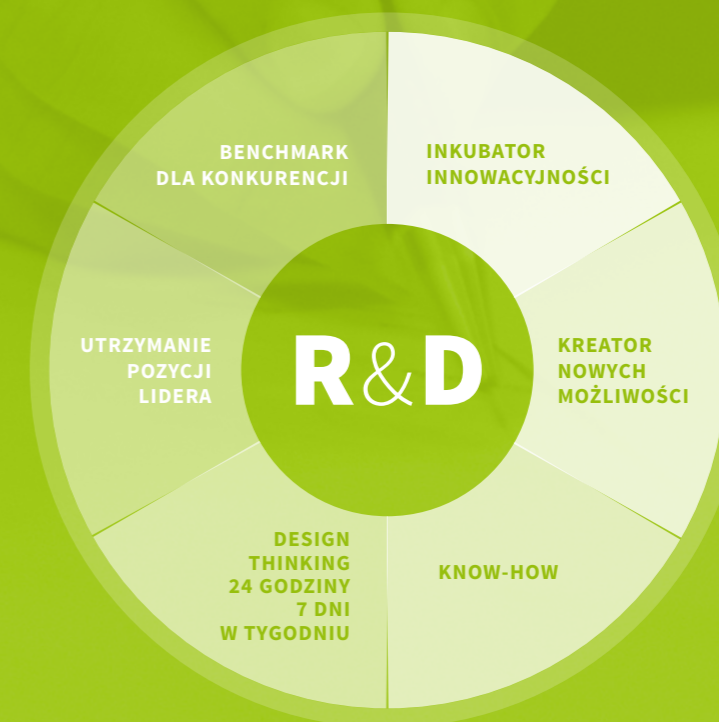 BENCHMARK
DLA KONKURENCJI
INKUBATOR
INNOWACYJNOŚCI
UTRZYMANIE
POZYCJI
LIDERA
R&D
KREATOR
NOWYCH
MOŻLIWOŚCI
DESIGN
THINKING
24 GODZINY
7 DNI
W TYGODNIU
KNOW-HOW